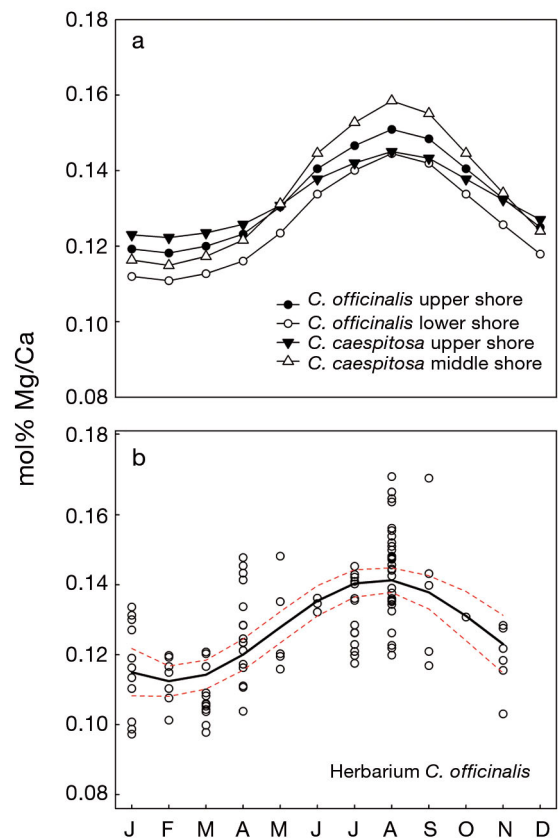 mol% Mg/Ca
0.18
a
0.16
0.14
0.12
0.10
0.08
C. officinalis upper shore
C. officinalis lower shore
C. caespitosa upper shore
C. caespitosa middle shore
0.18
b
0.16
0.14
0.12
0.10
0.08
Herbarium C. officinalis
J F M A M J J A S O N D